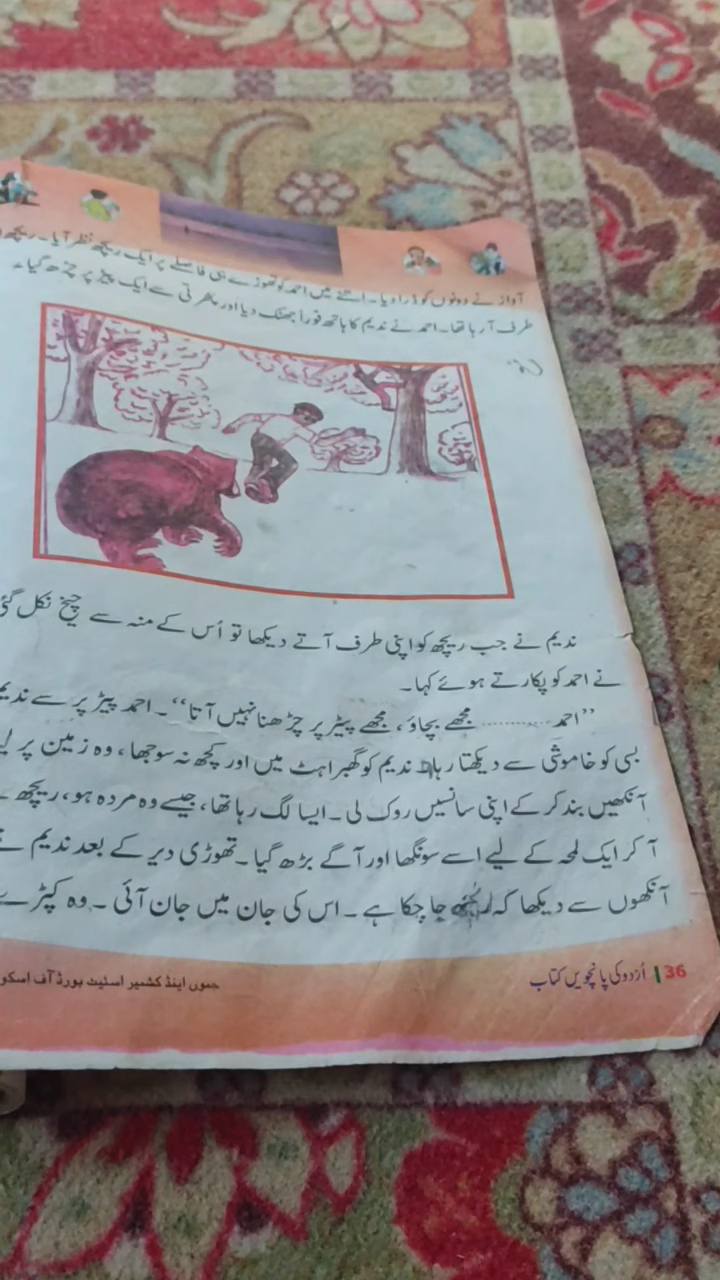 آواز نے دونوں کو ڈرا دیا۔ اتنے میں احمد کو تھوڑے ہی فاصلے پر ایک ریچھ نظر آیا۔ ریچھ
طرف آ رہا تھا۔ احمد نے ندیم کا ہاتھ فوراً جھٹک دیا اور پھرتی سے ایک پیڑ پر چڑھ گیا۔
ندیم نے جب ریچھ کو اپنی طرف آتے دیکھا تو اُس کے منہ سے چیخ نکل گئی
نے احمد کو پکارتے ہوئے کہا۔
”احمد .......... مجھے بچاؤ، مجھے پیڑ پر چڑھنا نہیں آتا“۔ احمد پیڑ پر سے ندیم
بسی کو خاموشی سے دیکھتا رہا۔ ندیم کو گھبراہٹ میں اور کچھ نہ سوجھا، وہ زمین پر
آنکھیں بند کر کے اپنی سانسیں روک لی۔ ایسا لگ رہا تھا، جیسے وہ مردہ ہو، ریچھ
آ کر ایک لمحہ کے لیے اسے سونگھا اور آگے بڑھ گیا۔ تھوڑی دیر کے بعد ندیم
آنکھوں سے دیکھا کہ ریچھ جا چکا ہے۔ اس کی جان میں جان آئی۔ وہ کپڑے
36 | اُردو کی پانچویں کتاب
جموں اینڈ کشمیر اسٹیٹ بورڈ آف اسکو